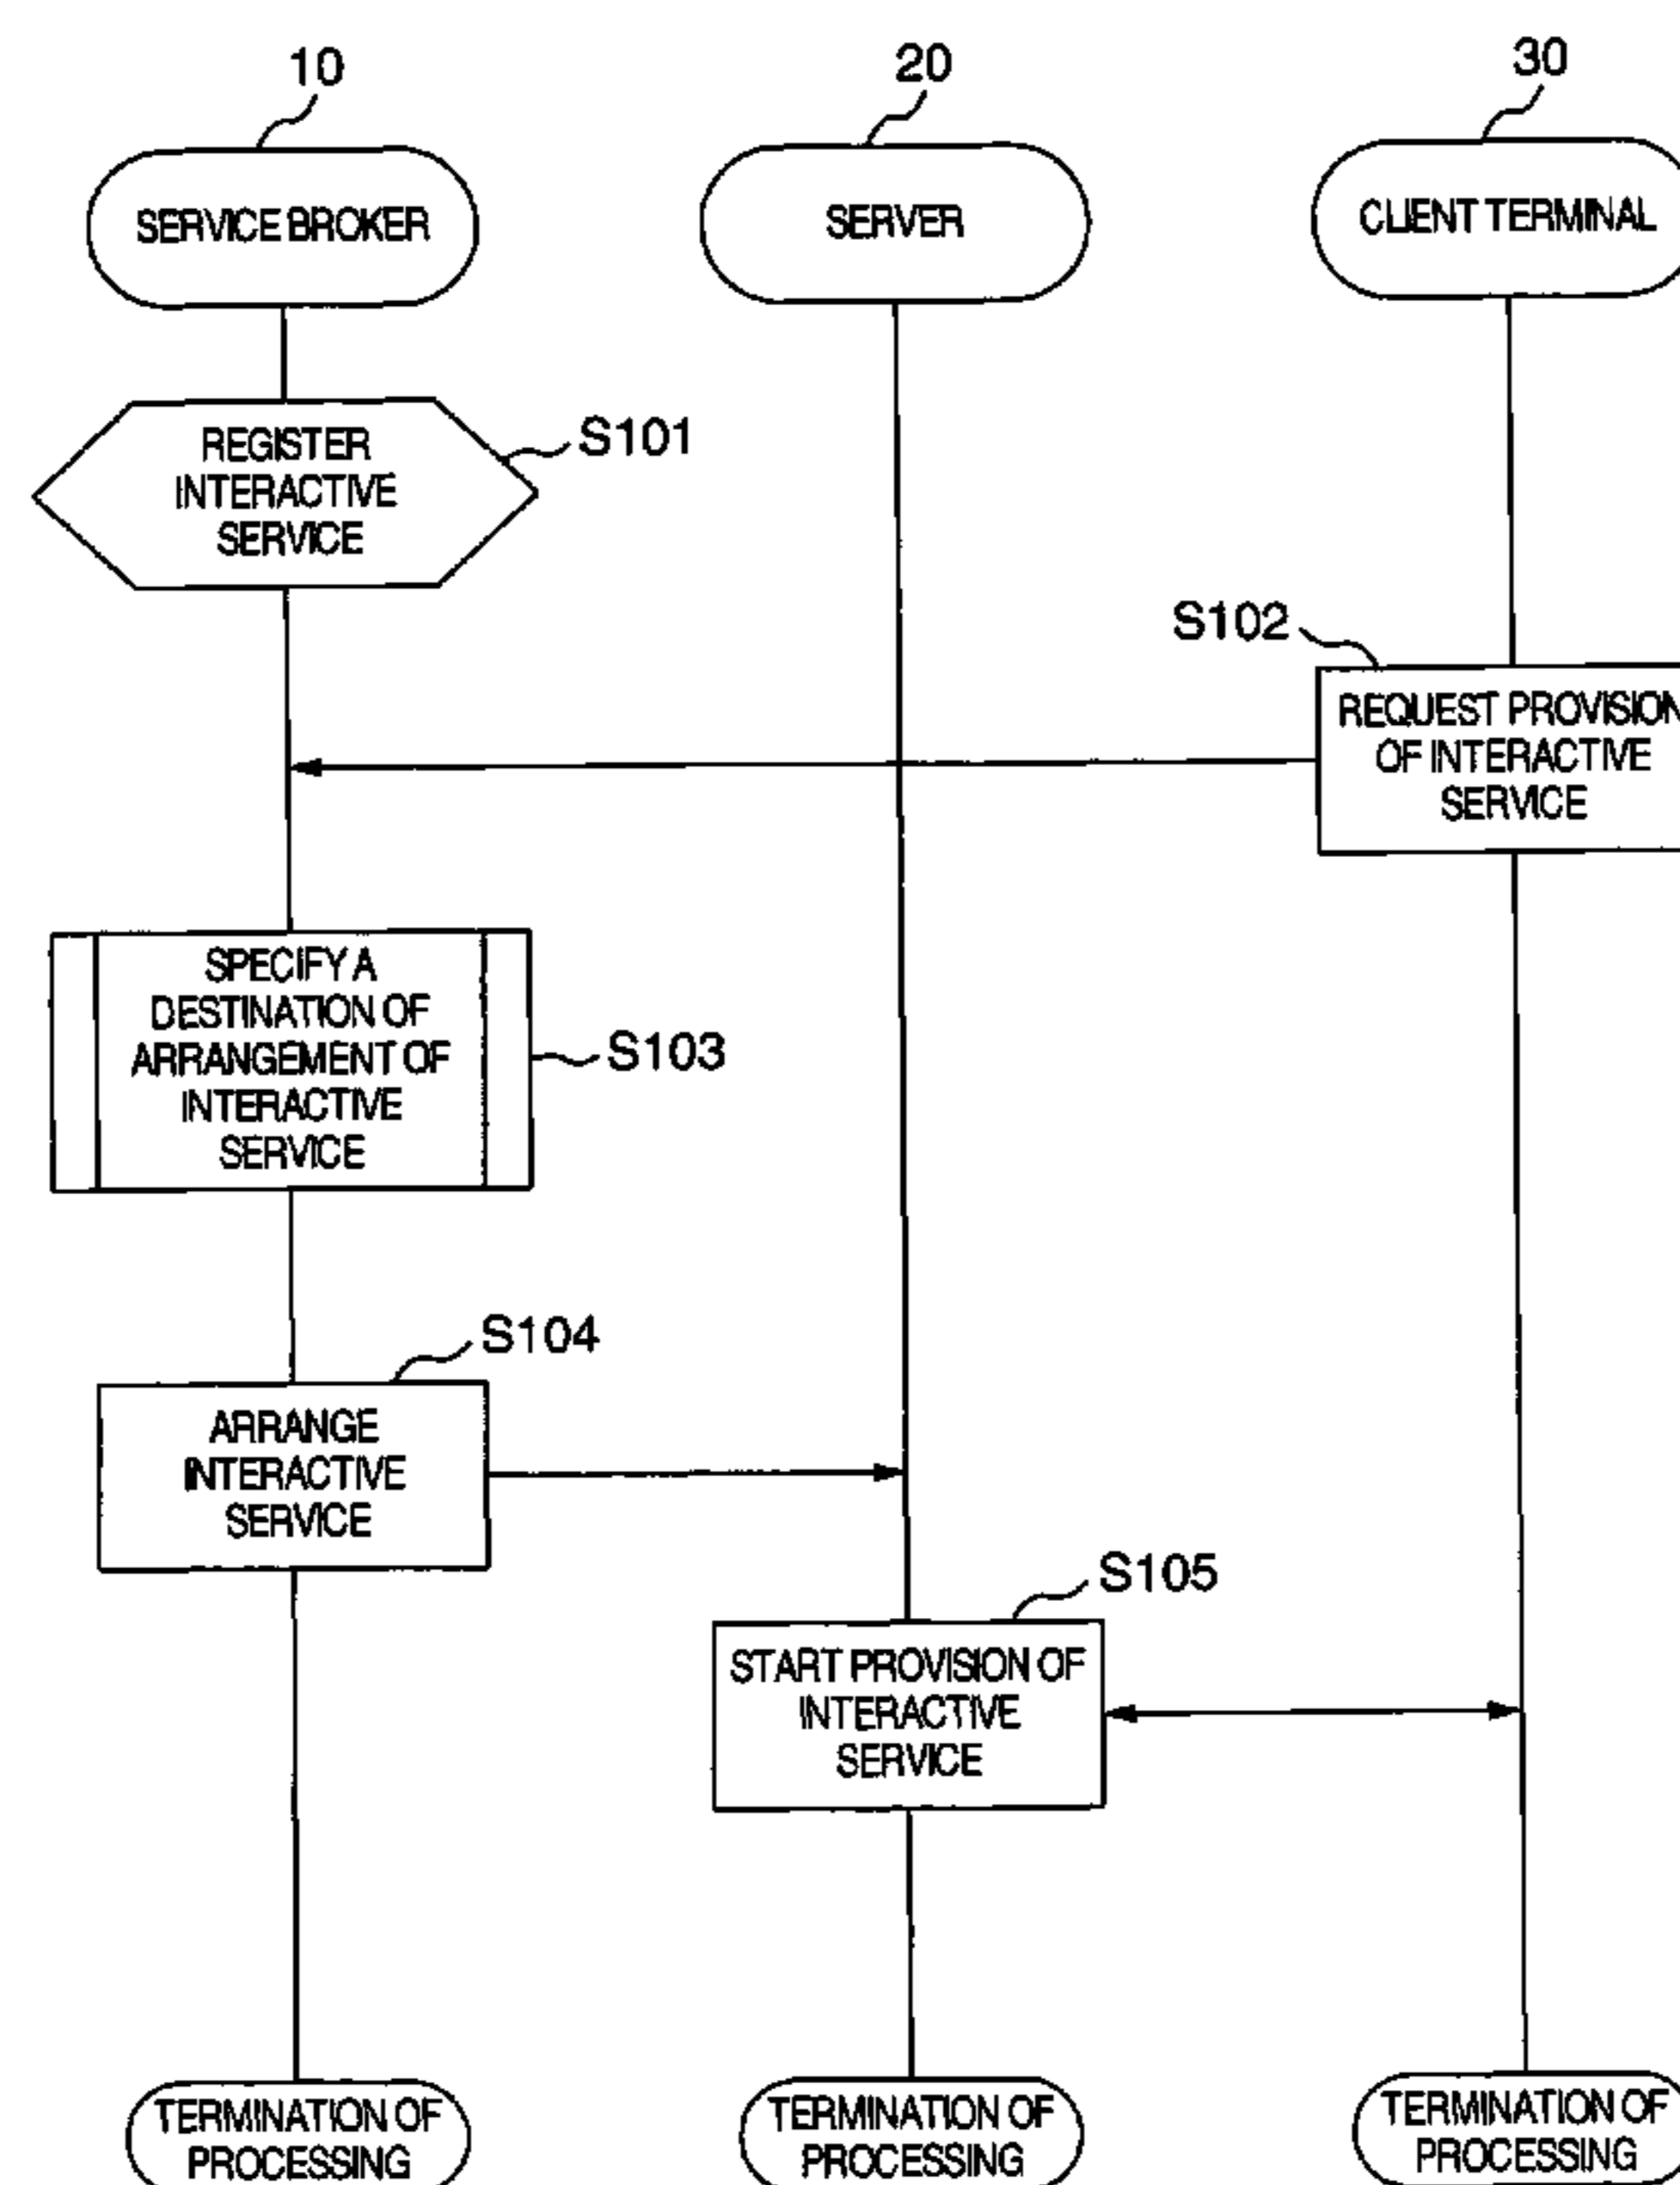 10
20
30
SERVICE BROKER
SERVER
CLIENT TERMINAL
REGISTER
INTERACTIVE
SERVICE
S101
S102
REQUEST PROVISION
OF INTERACTIVE
SERVICE
SPECIFY A
DESTINATION OF
ARRANGEMENT OF
INTERACTIVE
SERVICE
S103
S104
ARRANGE
INTERACTIVE
SERVICE
S105
START PROVISION OF
INTERACTIVE
SERVICE
TERMINATION OF
PROCESSING
TERMINATION OF
PROCESSING
TERMINATION OF
PROCESSING